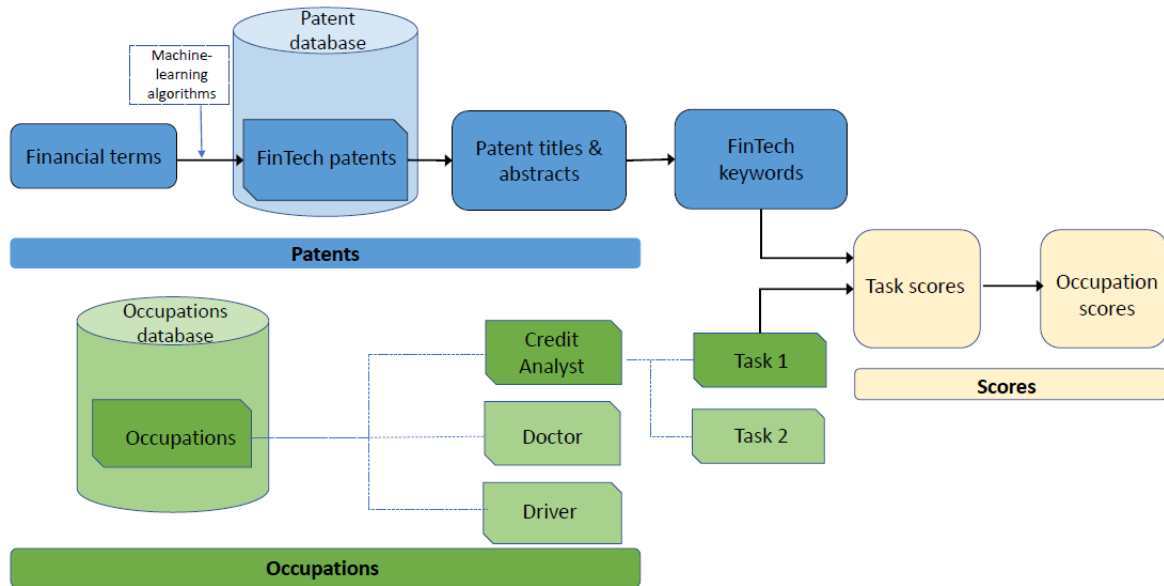 Patent
database
Machine-
learning
algorithms
Financial terms
FinTech patents
Patent titles &
abstracts
FinTech
keywords
Patents
Task scores
Occupation
scores
Scores
Occupations
database
Occupations
Credit
Analyst
Doctor
Driver
Task 1
Task 2
Occupations